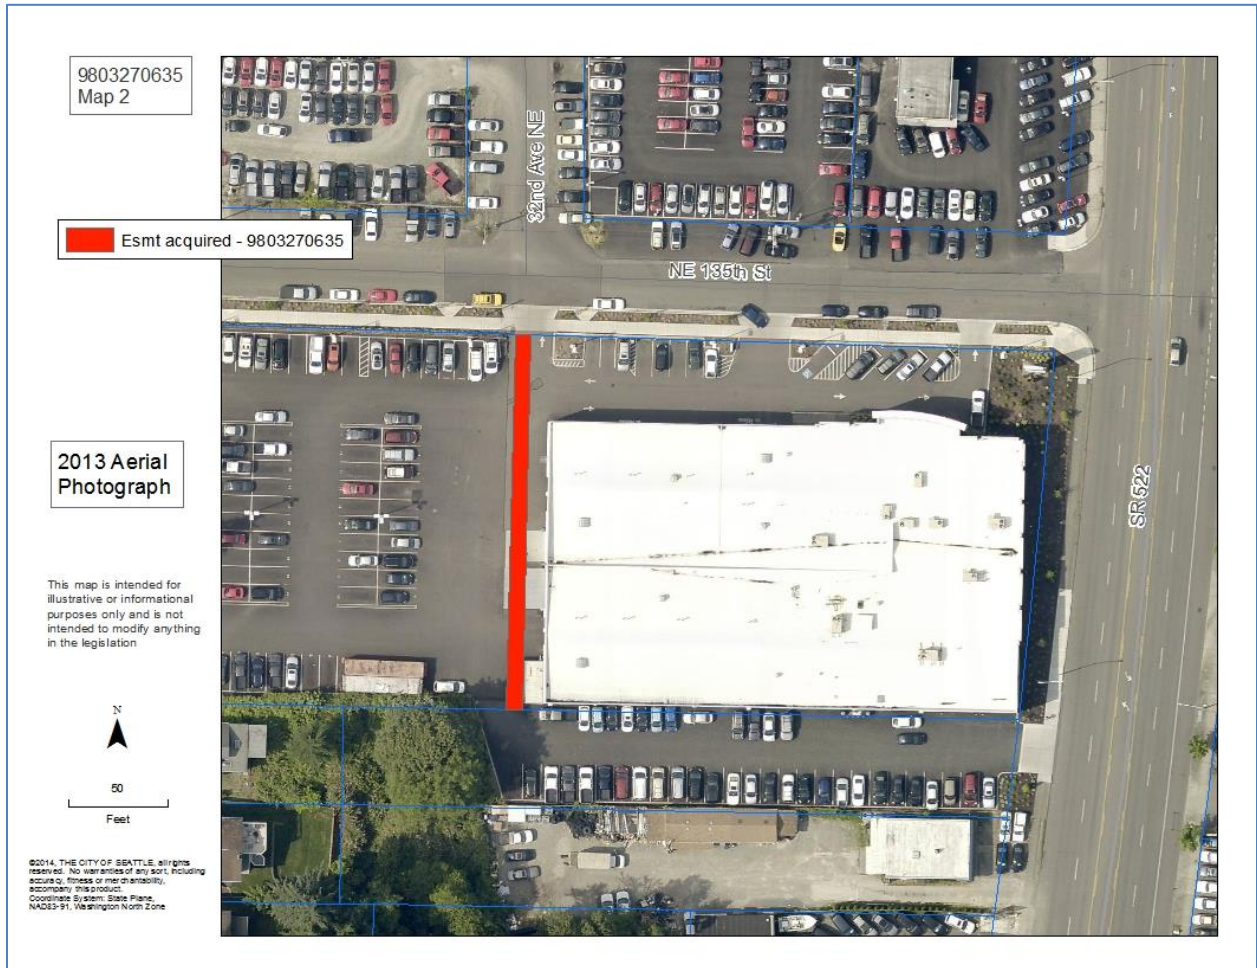 9803270635
Map 2
Esmt acquired - 9803270635
32nd Ave NE
NE 135th St
SR 522
2013 Aerial
Photograph
This map is intended for
illustrative or informational
purposes only and is not
intended to modify anything
in the legislation
N
50
Feet
©2014, THE CITY OF SEATTLE, all rights
reserved. No warranties of any sort, including
accuracy, fitness or merchantability,
accompany this product.
Coordinate System: State Plane,
NAD83-91, Washington North Zone